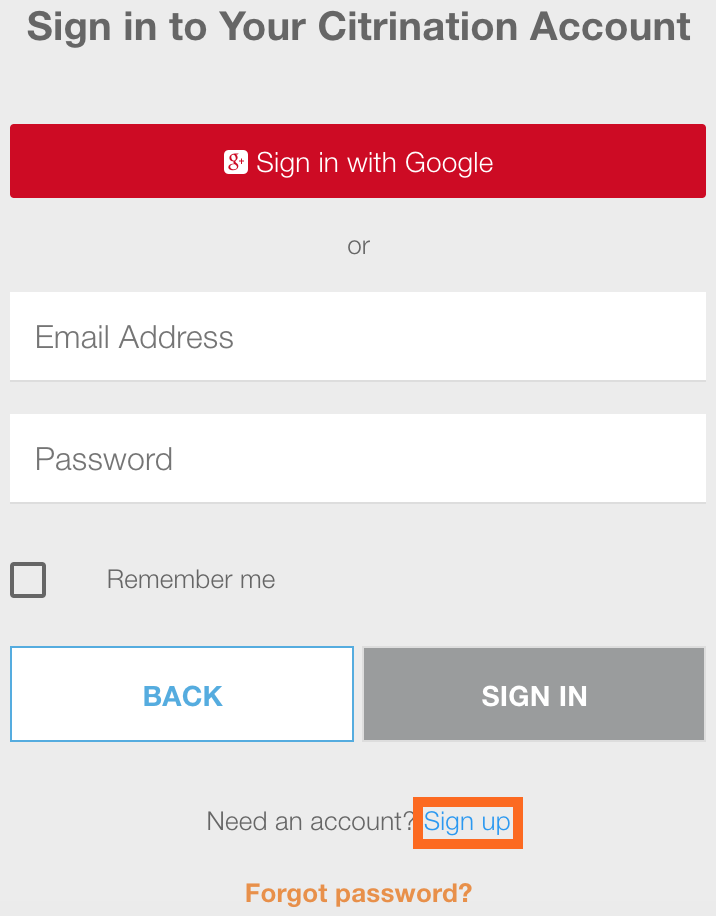 Sign in to Your Citrination Account
g+ Sign in with Google
or
Email Address
Password
Remember me
BACK SIGN IN
Need an account? Sign up
Forgot password?